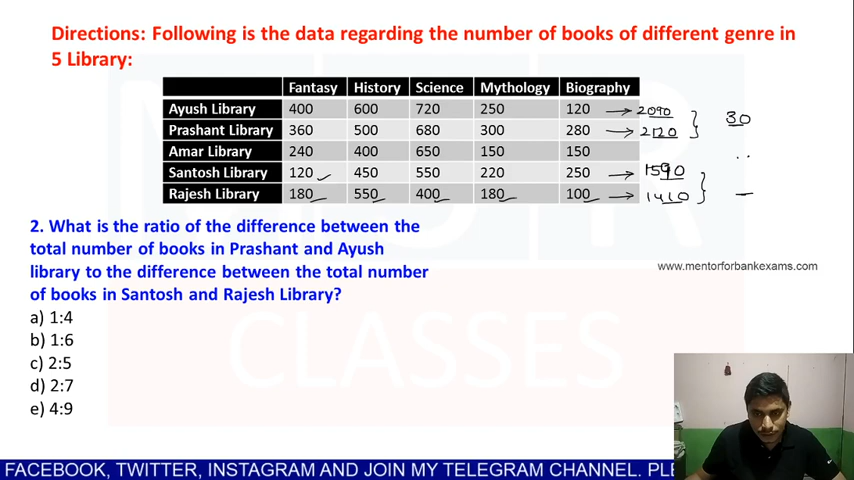 Directions: Following is the data regarding the number of books of different genre in
5 Library:
Fantasy History Science Mythology Biography
Ayush Library 400 600 720 250 120 → 2090
Prashant Library 360 500 680 300 280 → 2120
30
Amar Library 240 400 650 150 150
Santosh Library 120 450 550 220 250 → 1590
Rajesh Library 180 550 400 180 100 → 1410
2. What is the ratio of the difference between the
total number of books in Prashant and Ayush
library to the difference between the total number
of books in Santosh and Rajesh Library?
www.mentorforbankexams.com
a) 1:4
b) 1:6
c) 2:5
d) 2:7
e) 4:9
CLASSES
FACEBOOK, TWITTER, INSTAGRAM AND JOIN MY TELEGRAM CHANNEL.